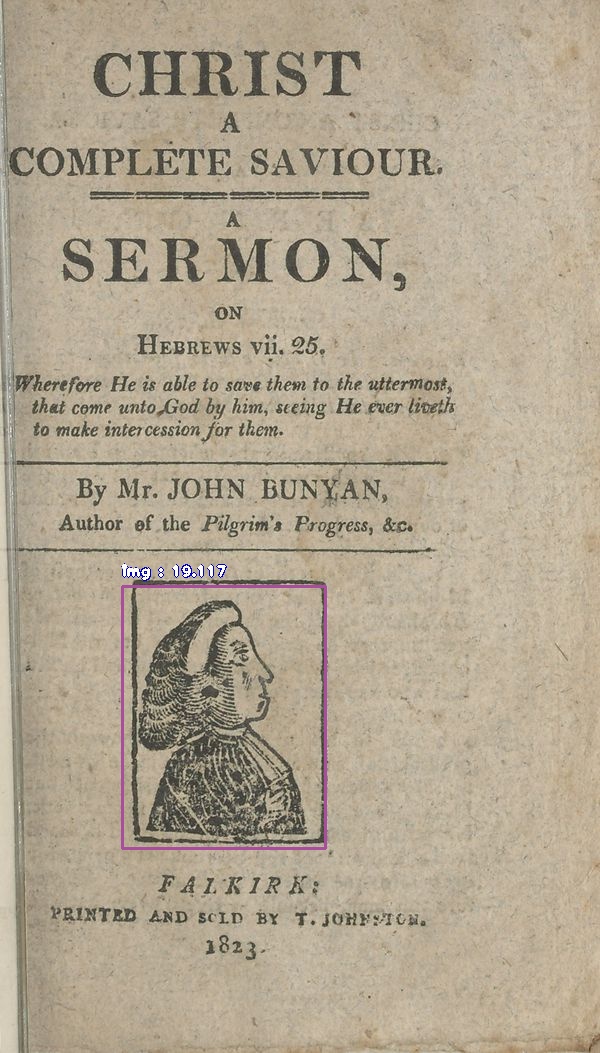 CHRIST
A
COMPLETE SAVIOUR.
A
SERMON,
ON
HEBREWS vii. 25.
Wherefore He is able to save them to the uttermost,
that come unto God by him, seeing He ever liveth
to make intercession for them.
By Mr. JOHN BUNYAN,
Author of the Pilgrim's Progress, &c.
img : 19.117
FALKIRK:
PRINTED AND SOLD BY T. JOHNSTON.
1823.